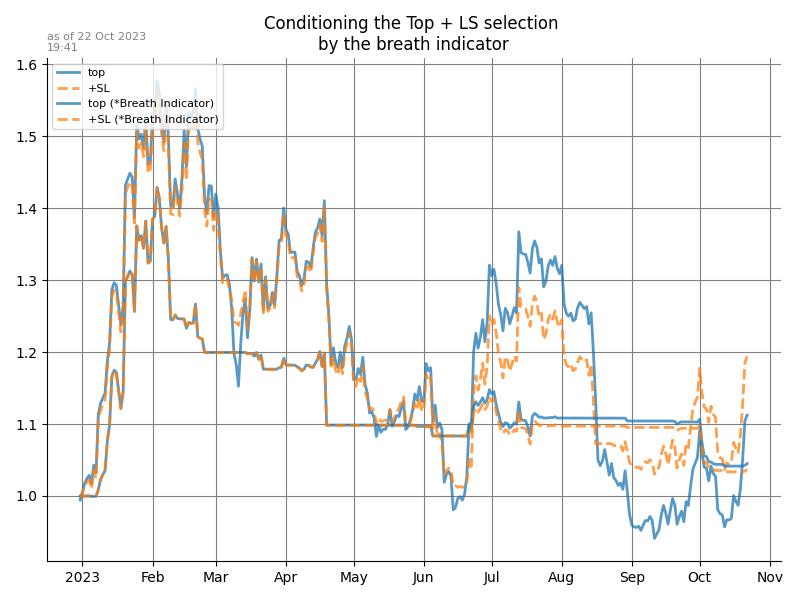 Conditioning the Top + LS selection
by the breath indicator
as of 22 Oct 2023
19:41
top
+SL
top (*Breath Indicator)
+SL (*Breath Indicator)
1.6
1.5
1.4
1.3
1.2
1.1
1.0
2023 Feb Mar Apr May Jun Jul Aug Sep Oct Nov